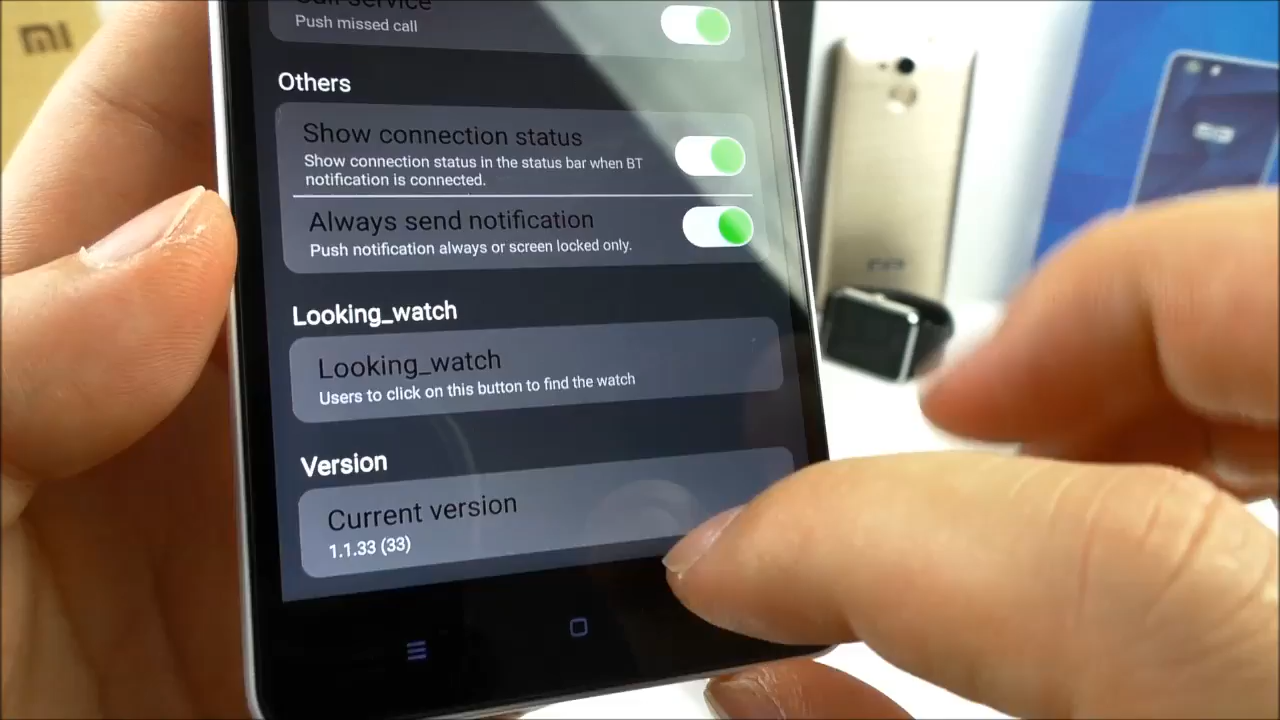 Call service
Push missed call
Others
Show connection status
Show connection status in the status bar when BT
notification is connected.
Always send notification
Push notification always or screen locked only.
Looking_watch
Looking_watch
Users to click on this button to find the watch
Version
Current version
1.1.33 (33)